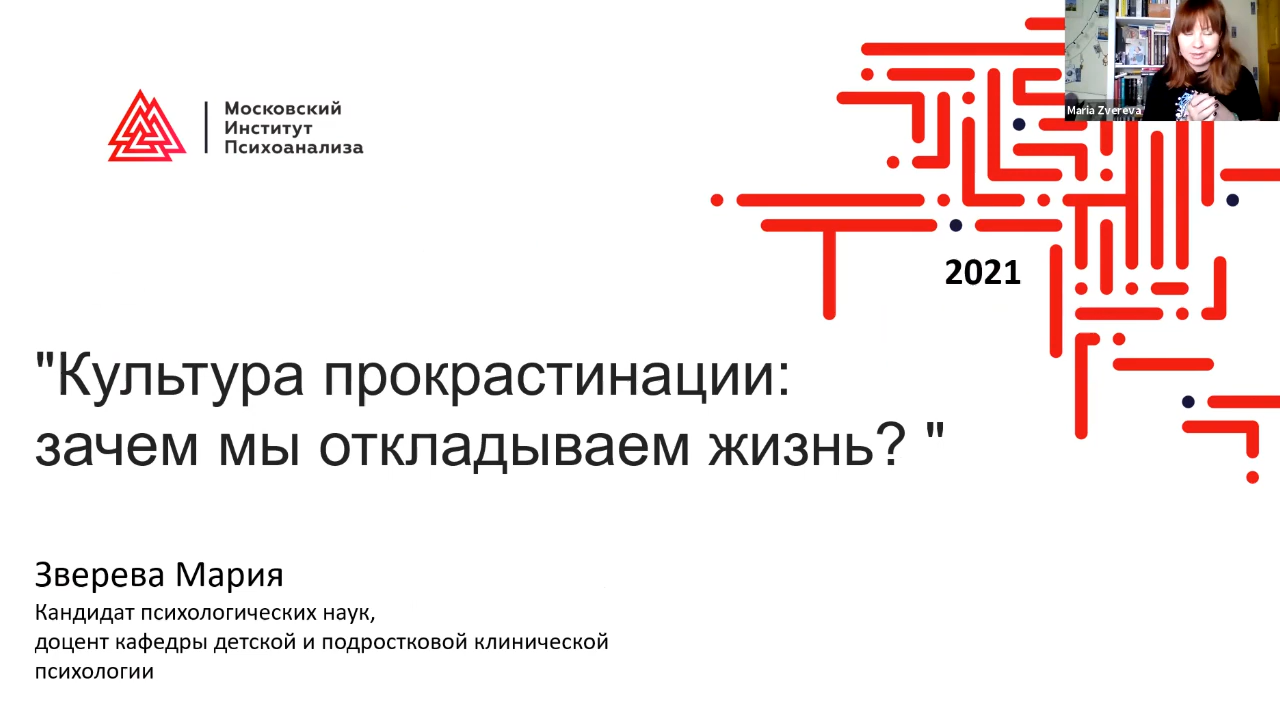 Московский
Институт
Психоанализа
Maria Zvereva
2021
"Культура прокрастинации:
зачем мы откладываем жизнь? "
Зверева Мария
Кандидат психологических наук,
доцент кафедры детской и подростковой клинической
психологии